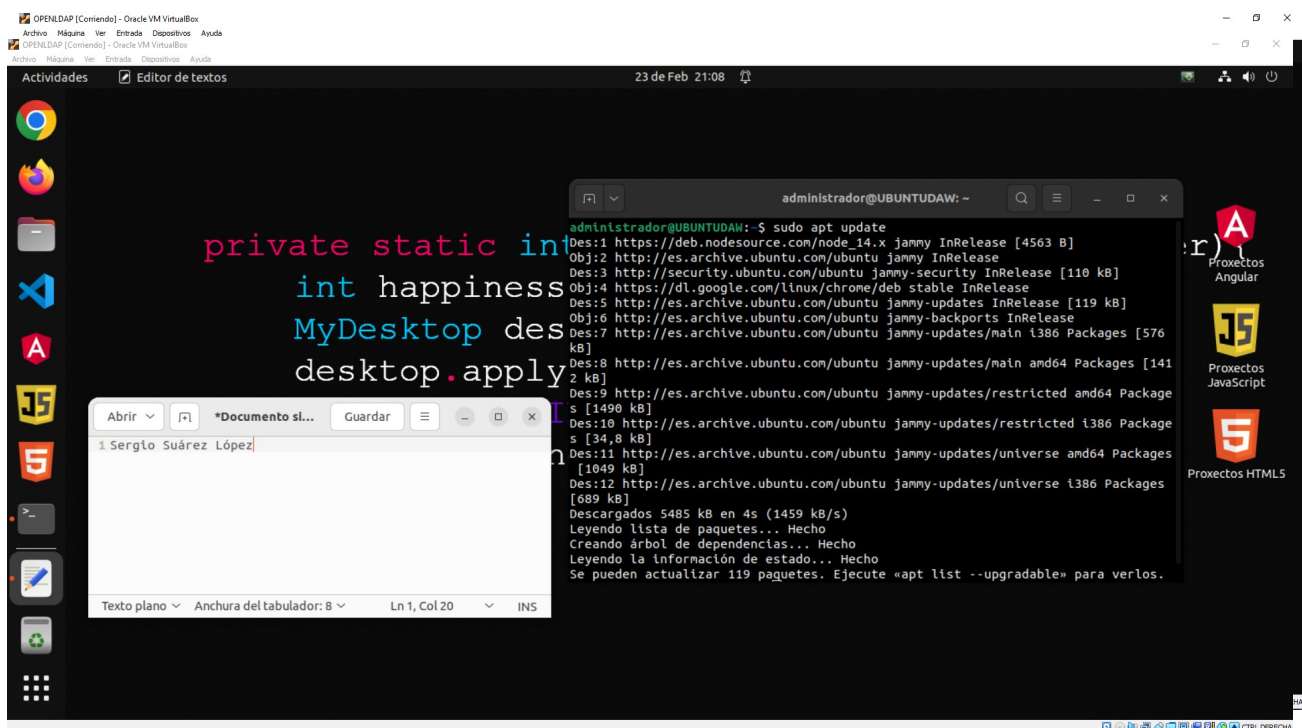 OPENLDAP [Corriendo] - Oracle VM VirtualBox
Archivo Máquina Ver Entrada Dispositivos Ayuda
OPENLDAP [Corriendo] - Oracle VM VirtualBox
Archivo Máquina Ver Entrada Dispositivos Ayuda
Actividades Editor de textos 23 de Feb 21:08
administrador@UBUNTUDAW: ~
administrador@UBUNTUDAW:~$ sudo apt update
Des:1 https://deb.nodesource.com/node_14.x jammy InRelease [4563 B]
Obj:2 http://es.archive.ubuntu.com/ubuntu jammy InRelease
Des:3 http://security.ubuntu.com/ubuntu jammy-security InRelease [110 kB]
Obj:4 https://dl.google.com/linux/chrome/deb stable InRelease
Des:5 http://es.archive.ubuntu.com/ubuntu jammy-updates InRelease [119 kB]
Obj:6 http://es.archive.ubuntu.com/ubuntu jammy-backports InRelease
Des:7 http://es.archive.ubuntu.com/ubuntu jammy-updates/main i386 Packages [576
kB]
Des:8 http://es.archive.ubuntu.com/ubuntu jammy-updates/main amd64 Packages [141
2 kB]
Des:9 http://es.archive.ubuntu.com/ubuntu jammy-updates/restricted amd64 Package
s [1490 kB]
Des:10 http://es.archive.ubuntu.com/ubuntu jammy-updates/restricted i386 Package
s [34,8 kB]
Des:11 http://es.archive.ubuntu.com/ubuntu jammy-updates/universe amd64 Packages
[1049 kB]
Des:12 http://es.archive.ubuntu.com/ubuntu jammy-updates/universe i386 Packages
[689 kB]
Descargados 5485 kB en 4s (1459 kB/s)
Leyendo lista de paquetes... Hecho
Creando árbol de dependencias... Hecho
Leyendo la información de estado... Hecho
Se pueden actualizar 119 paquetes. Ejecute «apt list --upgradable» para verlos.
private static int
int happiness
MyDesktop des
desktop.apply
Abrir *Documento si... Guardar
1 Sergio Suárez López
Texto plano Anchura del tabulador: 8 Ln 1, Col 20 INS
Proxectos
Angular
JS
Proxectos
JavaScript
5
Proxectos HTML5
JS
5
CTRL DERECHA